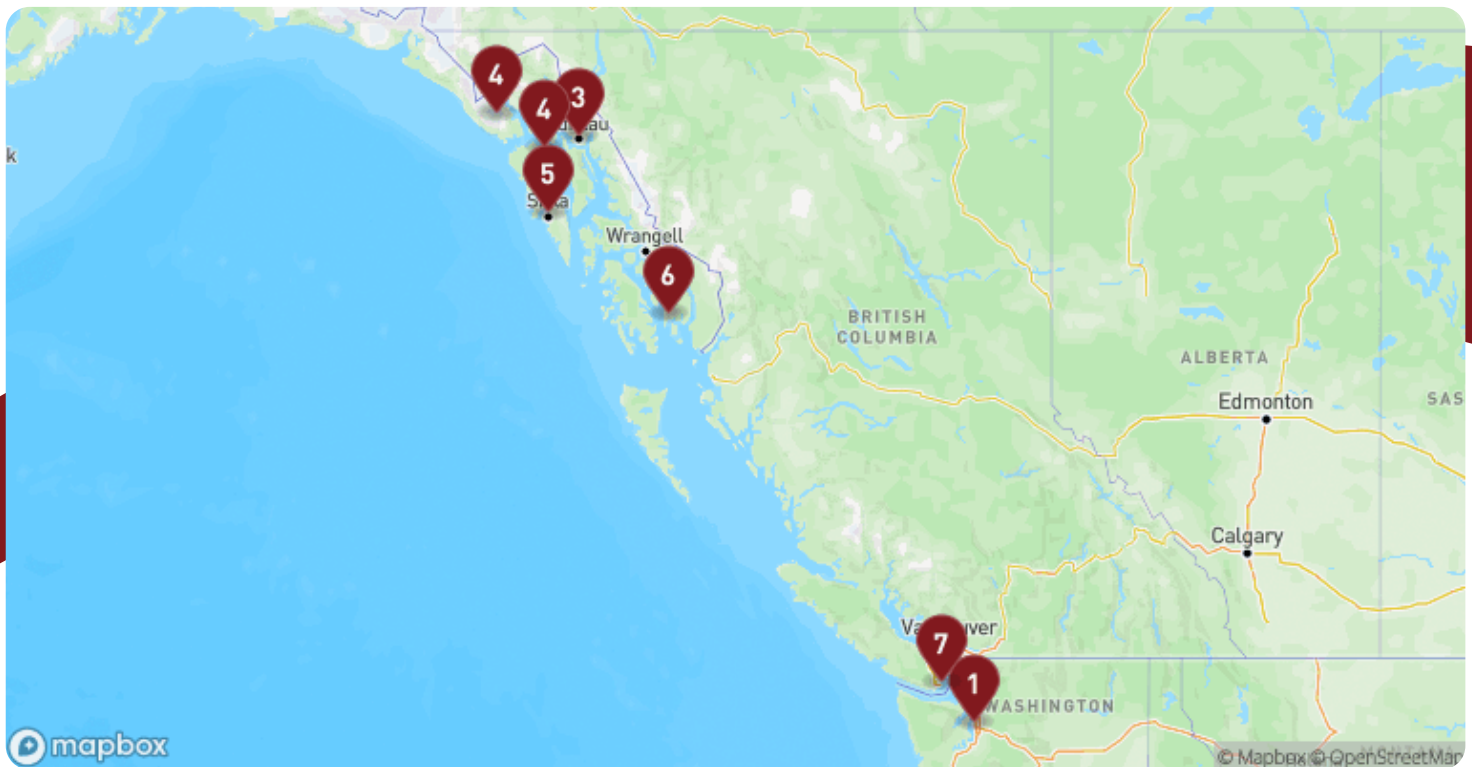 4
3
4
5
k
Wrangell
6
BRITISH
COLUMBIA
ALBERTA
Edmonton
SAS
Calgary
7
1
WASHINGTON
mapbox
© Mapbox © OpenStreetMap